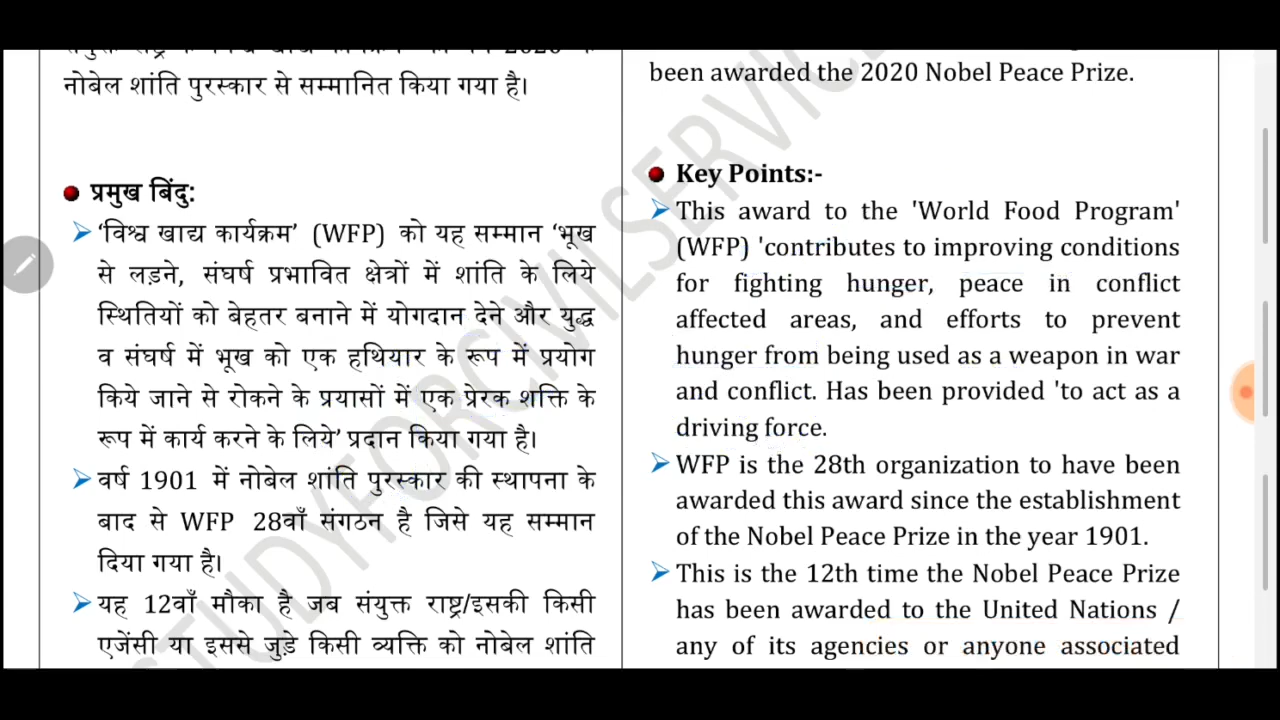 नोबेल शांति पुरस्कार से सम्मानित किया गया है।
प्रमुख बिंदु:
'विश्व खाद्य कार्यक्रम' (WFP) को यह सम्मान 'भूख
से लड़ने, संघर्ष प्रभावित क्षेत्रों में शांति के लिये
स्थितियों को बेहतर बनाने में योगदान देने और युद्ध
व संघर्ष में भूख को एक हथियार के रूप में प्रयोग
किये जाने से रोकने के प्रयासों में एक प्रेरक शक्ति के
रूप में कार्य करने के लिये' प्रदान किया गया है।
वर्ष 1901 में नोबेल शांति पुरस्कार की स्थापना के
बाद से WFP 28वाँ संगठन है जिसे यह सम्मान
दिया गया है।
यह 12वाँ मौका है जब संयुक्त राष्ट्र/इसकी किसी
एजेंसी या इससे जुड़े किसी व्यक्ति को नोबेल शांति
been awarded the 2020 Nobel Peace Prize.
Key Points:-
This award to the 'World Food Program'
(WFP) 'contributes to improving conditions
for fighting hunger, peace in conflict
affected areas, and efforts to prevent
hunger from being used as a weapon in war
and conflict. Has been provided 'to act as a
driving force.
WFP is the 28th organization to have been
awarded this award since the establishment
of the Nobel Peace Prize in the year 1901.
This is the 12th time the Nobel Peace Prize
has been awarded to the United Nations /
any of its agencies or anyone associated
STUDYFORCIVILSERVICE